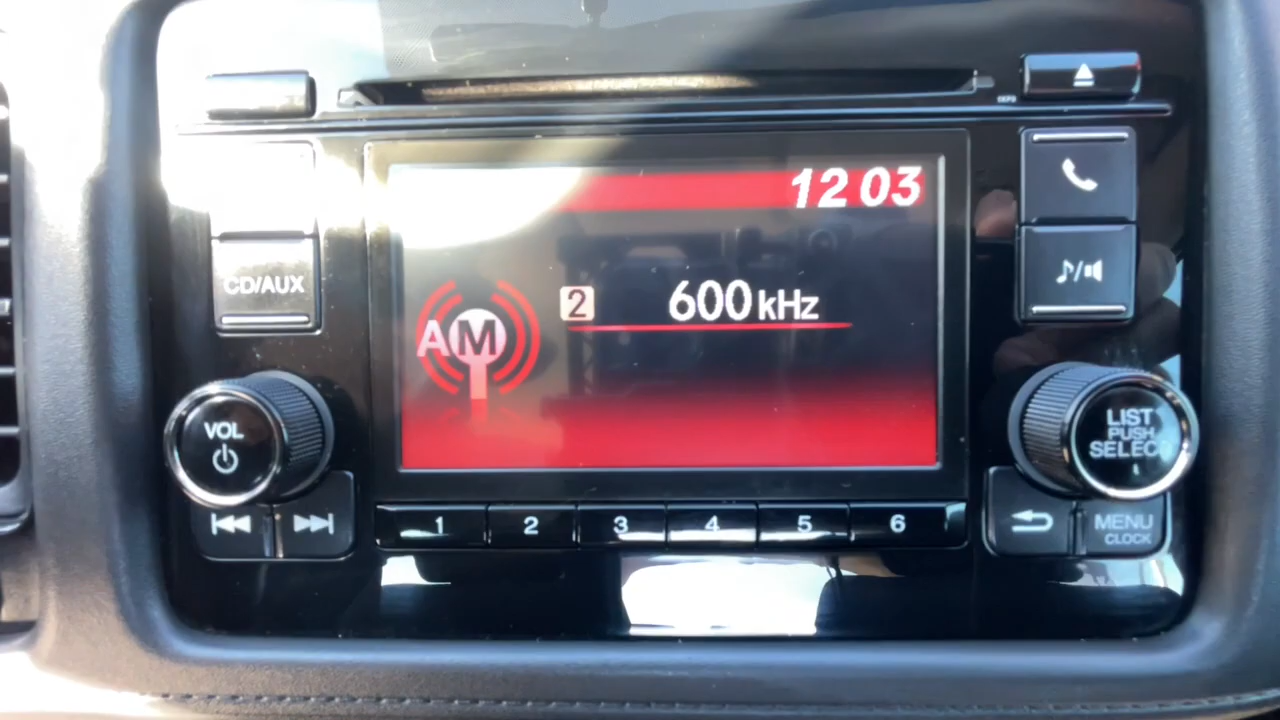 12 03
CD/AUX
2 600 kHz
AM
VOL
LIST
PUSH
SELEC
1 2 3 4 5 6
MENU
CLOCK